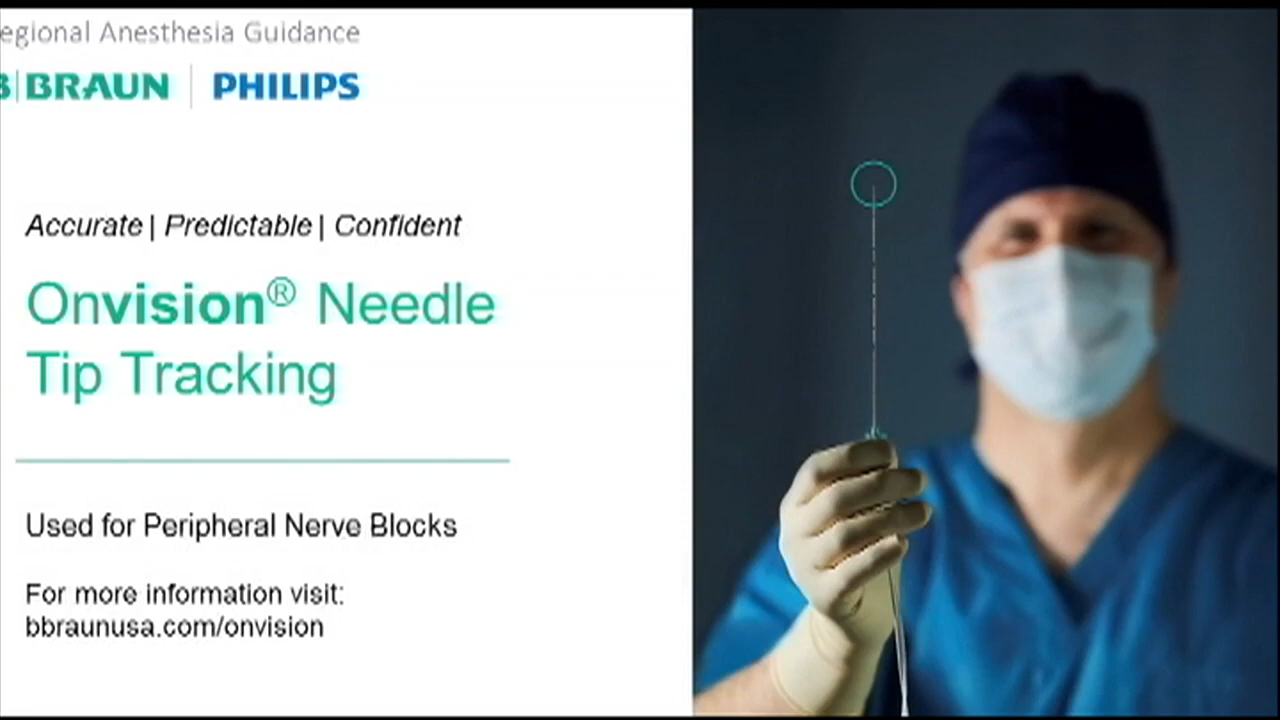 egional Anesthesia Guidance
B|BRAUN | PHILIPS
Accurate | Predictable | Confident
Onvision® Needle
Tip Tracking
Used for Peripheral Nerve Blocks
For more information visit:
bbraunusa.com/onvision